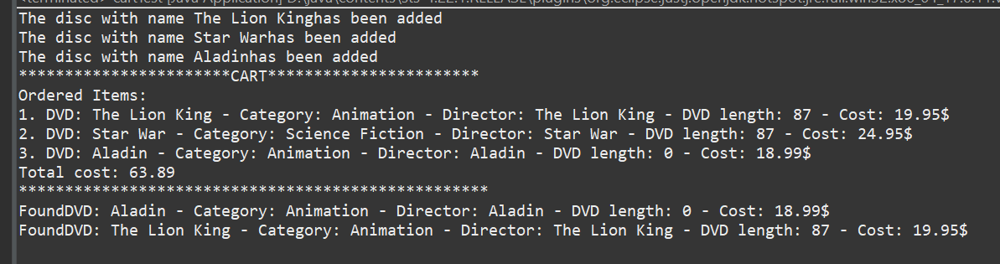 The disc with name The Lion Kinghas been added
The disc with name Star Warhas been added
The disc with name Aladinhas been added
***********************CART***********************
Ordered Items:
1. DVD: The Lion King - Category: Animation - Director: The Lion King - DVD length: 87 - Cost: 19.95$
2. DVD: Star War - Category: Science Fiction - Director: Star War - DVD length: 87 - Cost: 24.95$
3. DVD: Aladin - Category: Animation - Director: Aladin - DVD length: 0 - Cost: 18.99$
Total cost: 63.89
***************************************************
FoundDVD: Aladin - Category: Animation - Director: Aladin - DVD length: 0 - Cost: 18.99$
FoundDVD: The Lion King - Category: Animation - Director: The Lion King - DVD length: 87 - Cost: 19.95$